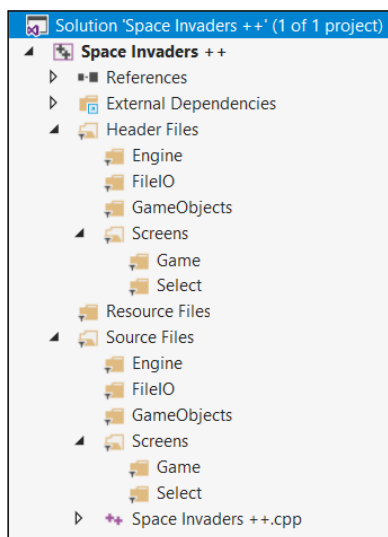 Solution 'Space Invaders ++' (1 of 1 project)
Space Invaders ++
References
External Dependencies
Header Files
Engine
FileIO
GameObjects
Screens
Game
Select
Resource Files
Source Files
Engine
FileIO
GameObjects
Screens
Game
Select
Space Invaders ++.cpp